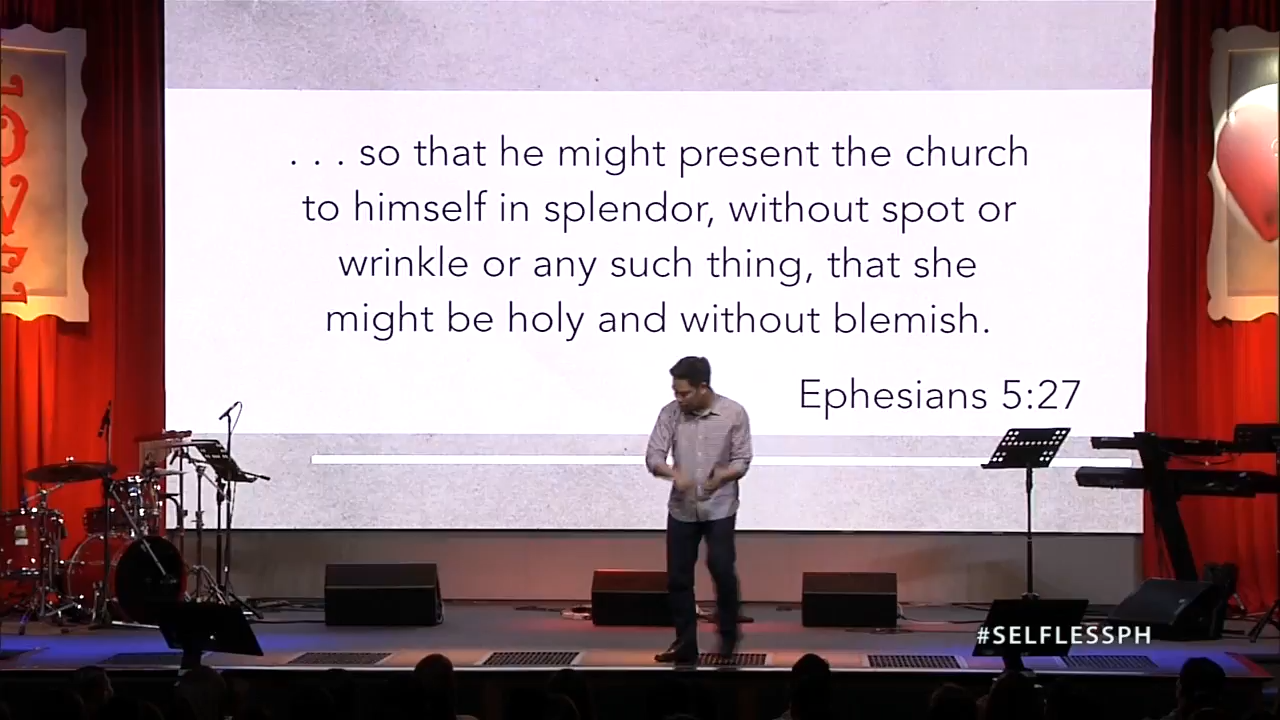 . . . so that he might present the church
to himself in splendor, without spot or
wrinkle or any such thing, that she
might be holy and without blemish.
Ephesians 5:27
#SELFLESSPH